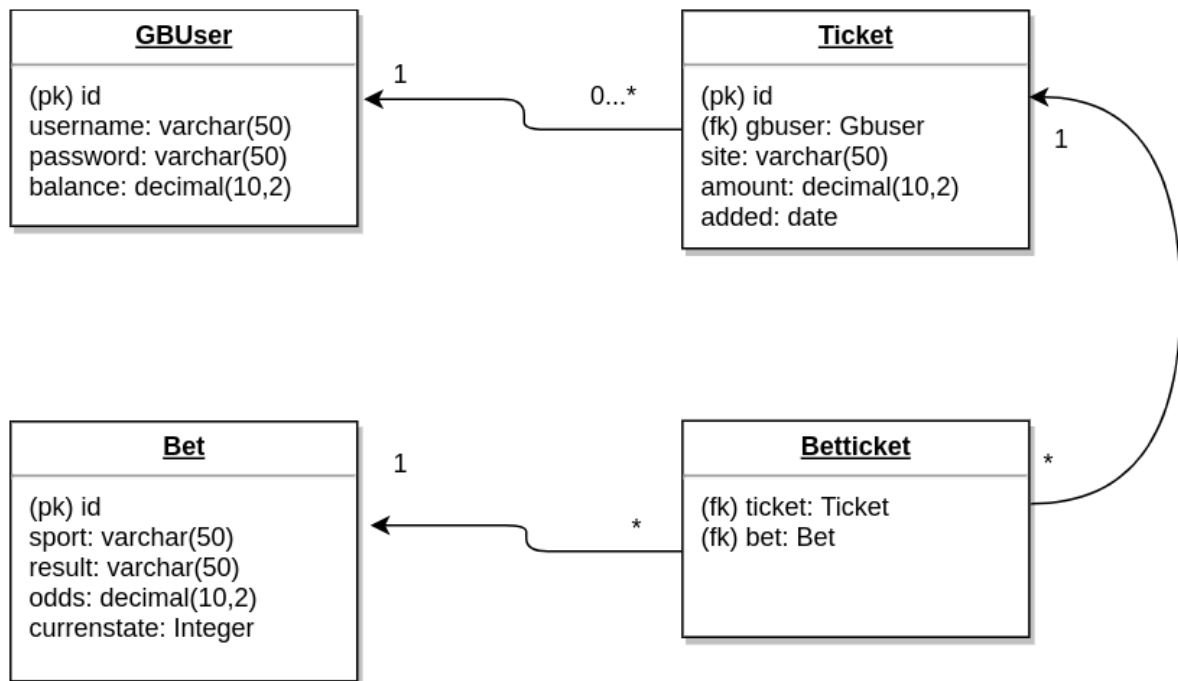 GBUser
(pk) id
username: varchar(50)
password: varchar(50)
balance: decimal(10,2)
1
0...*
Ticket
(pk) id
(fk) gbuser: Gbuser
site: varchar(50)
amount: decimal(10,2)
added: date
1
Bet
(pk) id
sport: varchar(50)
result: varchar(50)
odds: decimal(10,2)
currenstate: Integer
1
*
Betticket
(fk) ticket: Ticket
(fk) bet: Bet
*